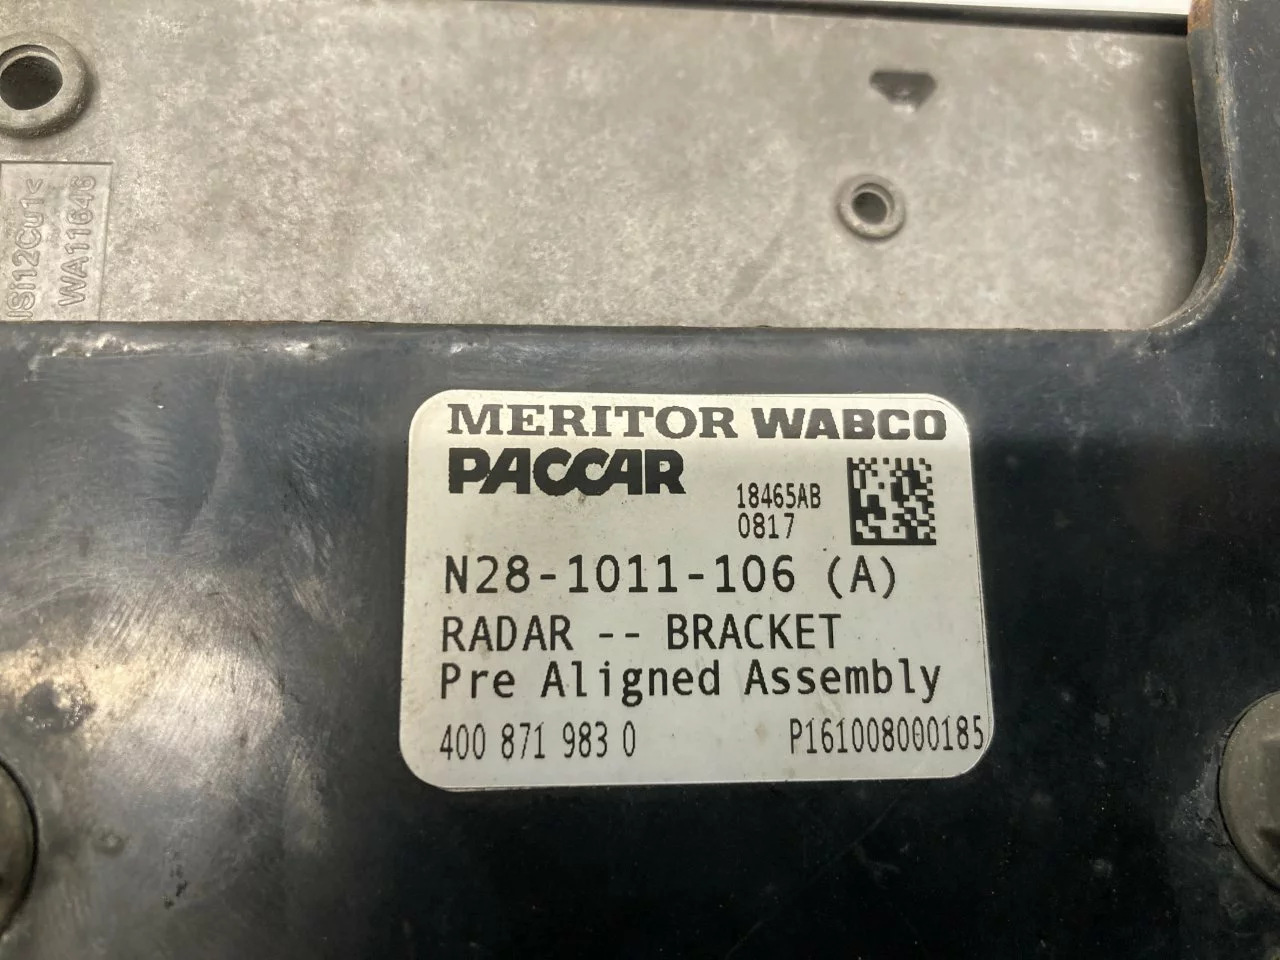 ISi12Cu1<
WA11646
MERITOR WABCO
PACCAR
18465AB
0817
N28-1011-106 (A)
RADAR -- BRACKET
Pre Aligned Assembly
400 871 983 0 P161008000185